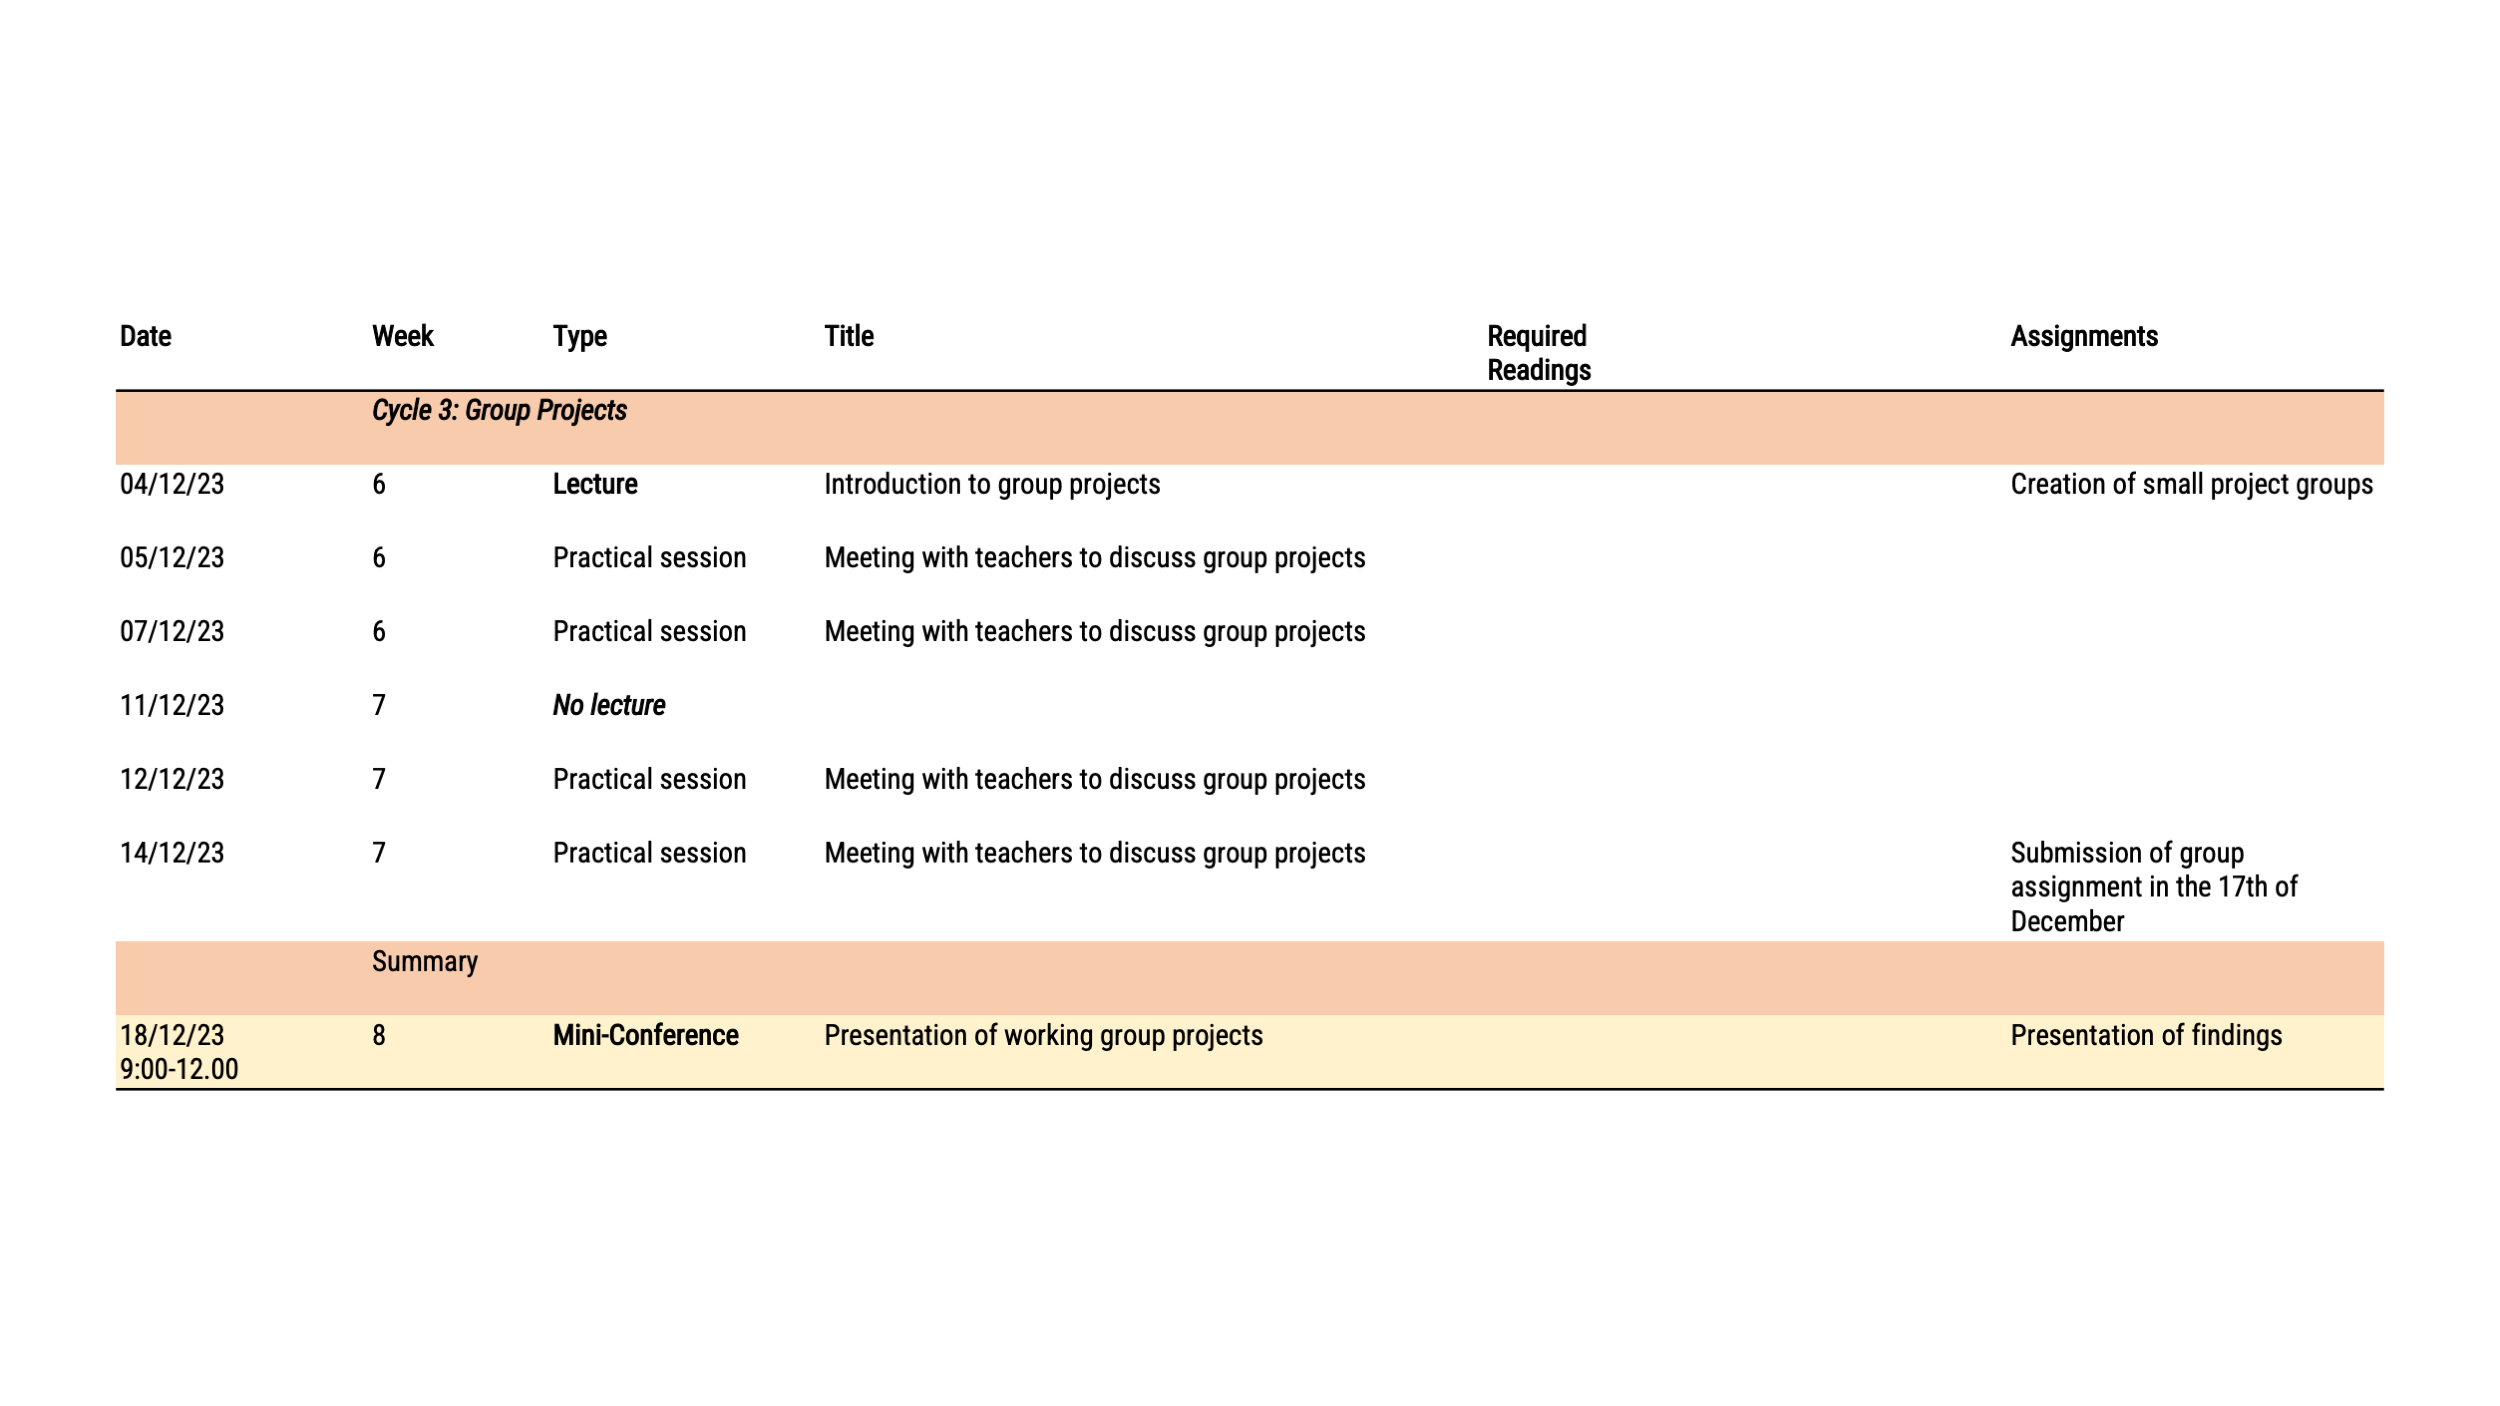 Date Week Type Title Required Readings Assignments
Cycle 3: Group Projects
04/12/23 6 Lecture Introduction to group projects Creation of small project groups
05/12/23 6 Practical session Meeting with teachers to discuss group projects
07/12/23 6 Practical session Meeting with teachers to discuss group projects
11/12/23 7 No lecture
12/12/23 7 Practical session Meeting with teachers to discuss group projects
14/12/23 7 Practical session Meeting with teachers to discuss group projects Submission of group
assignment in the 17th of
December
Summary
18/12/23 8 Mini-Conference Presentation of working group projects Presentation of findings
9:00-12.00